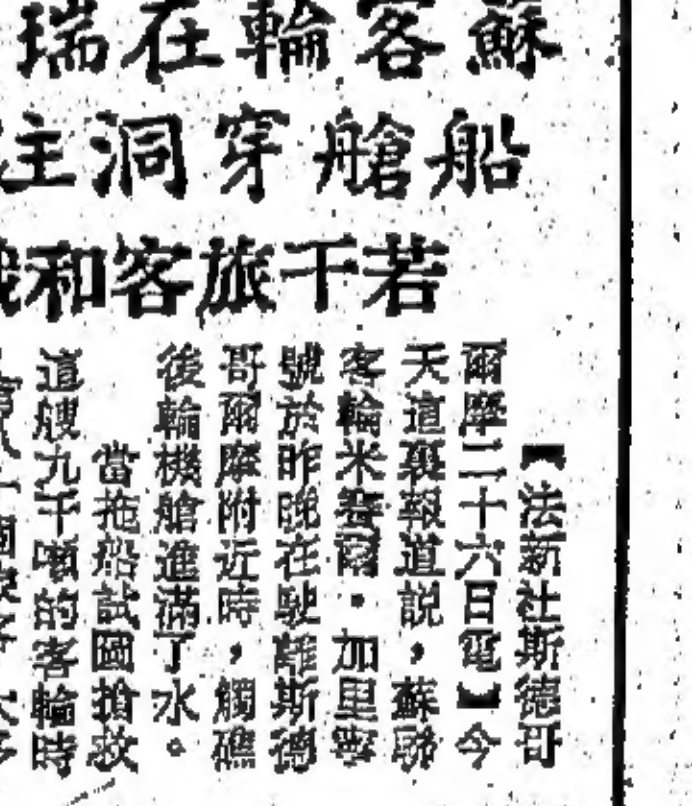 蘇客輪在瑞
船艙穿洞主
若干旅客和
【法新社斯德哥
爾摩二十六日電】今
天這裏報道說，蘇聯
客輪米哈爾·加里寧
號於昨晚在駛離斯德
哥爾摩附近時，觸礁
後輪機艙進滿了水。
當拖船試圖搶救
這艘九千噸的客輪時